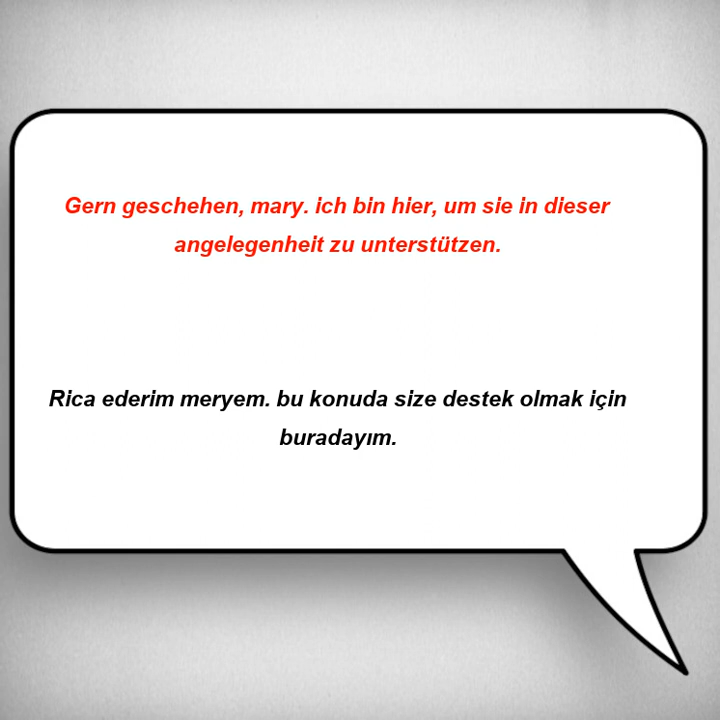 Gern geschehen, mary. ich bin hier, um sie in dieser
angelegenheit zu unterstützen.
Rica ederim meryem. bu konuda size destek olmak için
buradayım.